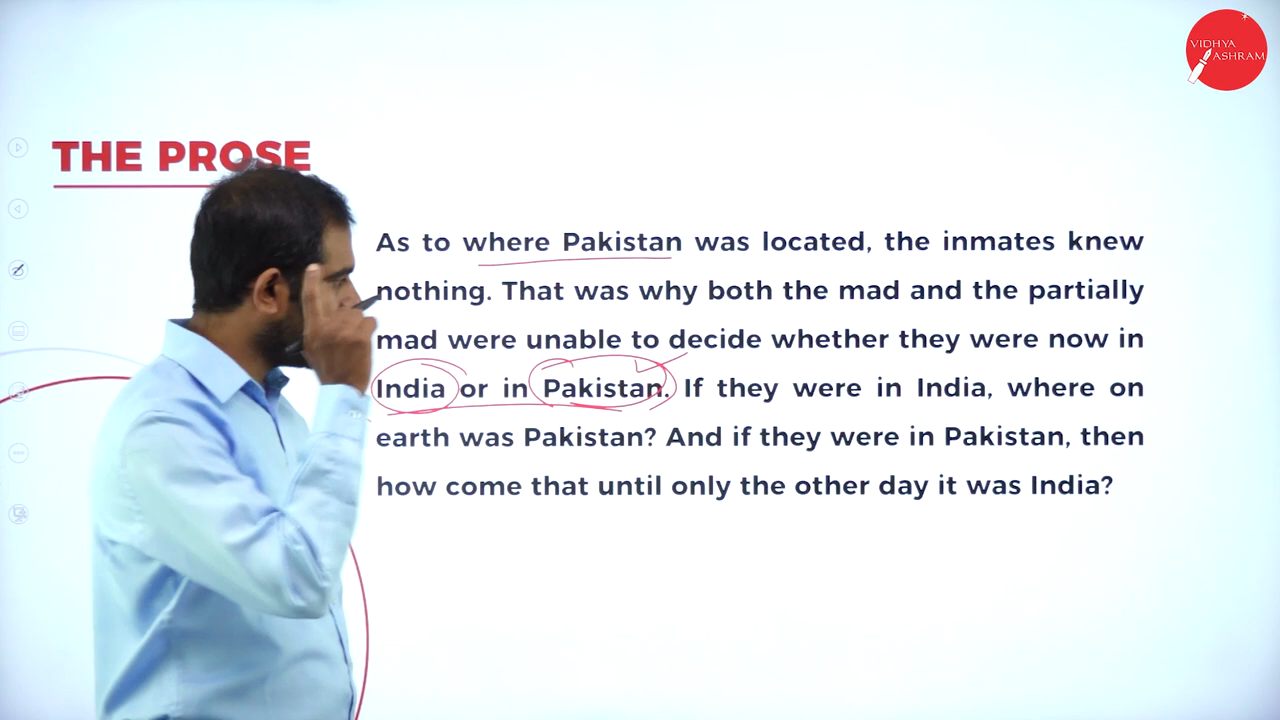 VIDHYA
ASHRAM
THE PROSE
As to where Pakistan was located, the inmates knew
nothing. That was why both the mad and the partially
mad were unable to decide whether they were now in
India or in Pakistan. If they were in India, where on
earth was Pakistan? And if they were in Pakistan, then
how come that until only the other day it was India?